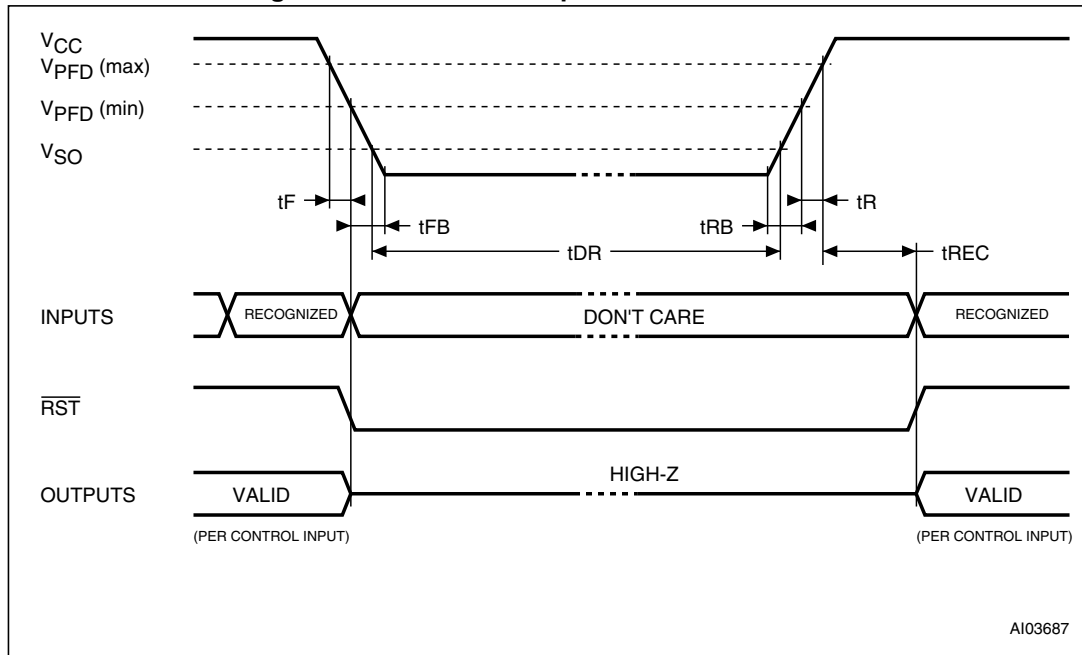 VCC
VPFD (max)
VPFD (min)
VSO
tF
tFB
tDR
tRB
tR
tREC
INPUTS
RECOGNIZED
DON'T CARE
RECOGNIZED
RST
HIGH-Z
OUTPUTS
VALID
VALID
(PER CONTROL INPUT)
(PER CONTROL INPUT)
AI03687